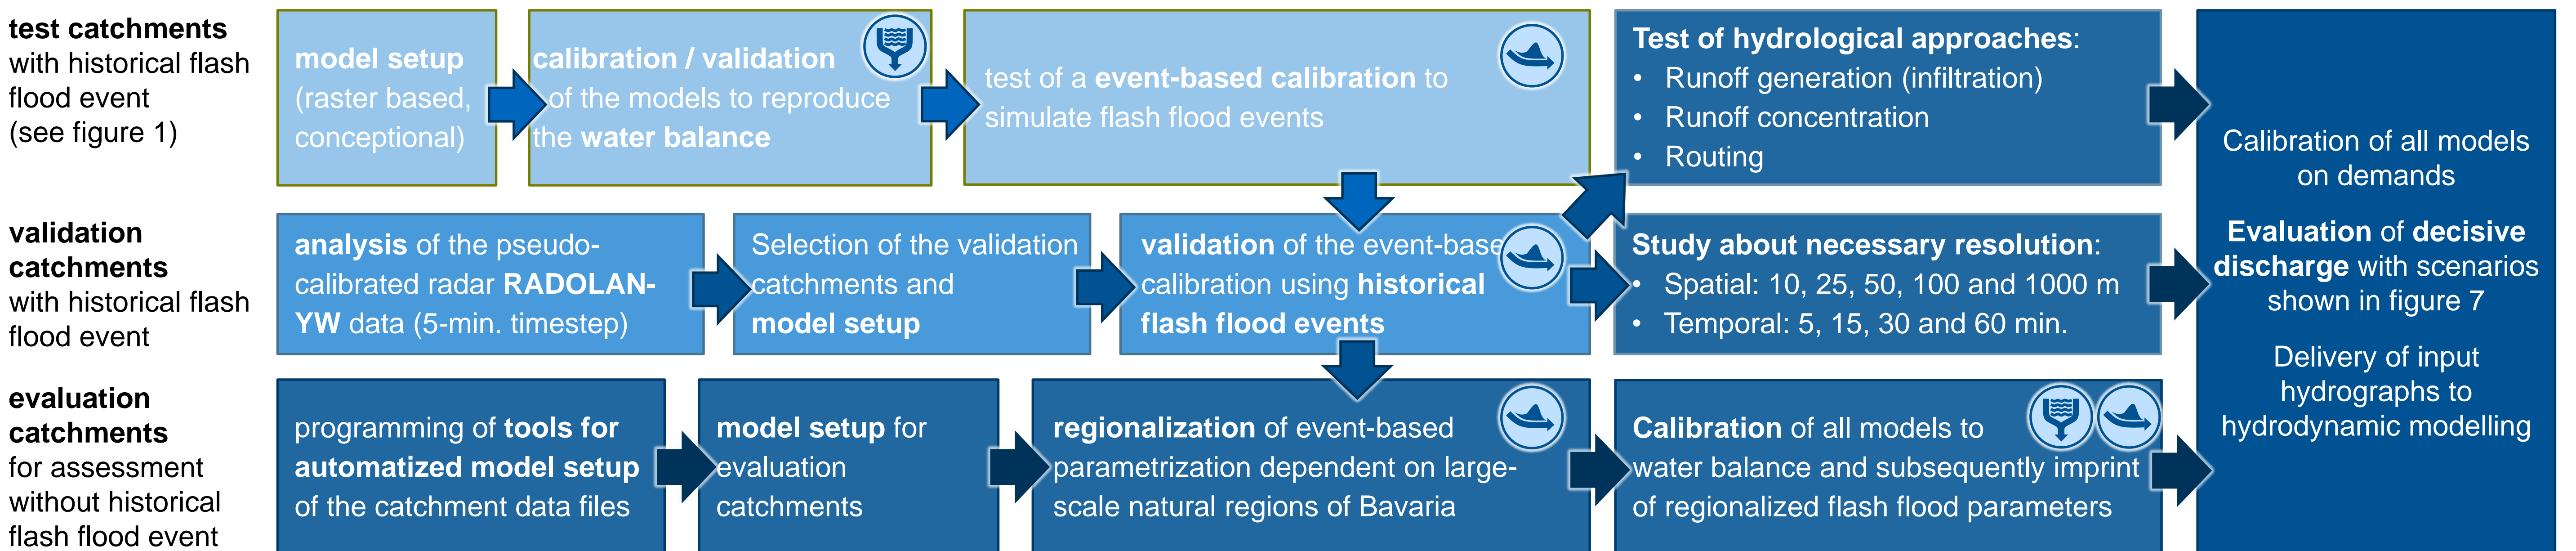 test catchments
with historical flash
flood event
(see figure 1)
model setup
(raster based,
conceptional)
calibration / validation
of the models to reproduce
the water balance
test of a event-based calibration to
simulate flash flood events
Test of hydrological approaches:
• Runoff generation (infiltration)
• Runoff concentration
• Routing
validation
catchments
with historical flash
flood event
analysis of the pseudo-
calibrated radar RADOLAN-
YW data (5-min. timestep)
Selection of the validation
catchments and
model setup
validation of the event-base
calibration using historical
flash flood events
Study about necessary resolution:
• Spatial: 10, 25, 50, 100 and 1000 m
• Temporal: 5, 15, 30 and 60 min.
evaluation
catchments
for assessment
without historical
flash flood event
programming of tools for
automatized model setup
of the catchment data files
model setup for
evaluation
catchments
regionalization of event-based
parametrization dependent on large-
scale natural regions of Bavaria
Calibration of all models to
water balance and subsequently imprint
of regionalized flash flood parameters
Calibration of all models
on demands
Evaluation of decisive
discharge with scenarios
shown in figure 7
Delivery of input
hydrographs to
hydrodynamic modelling